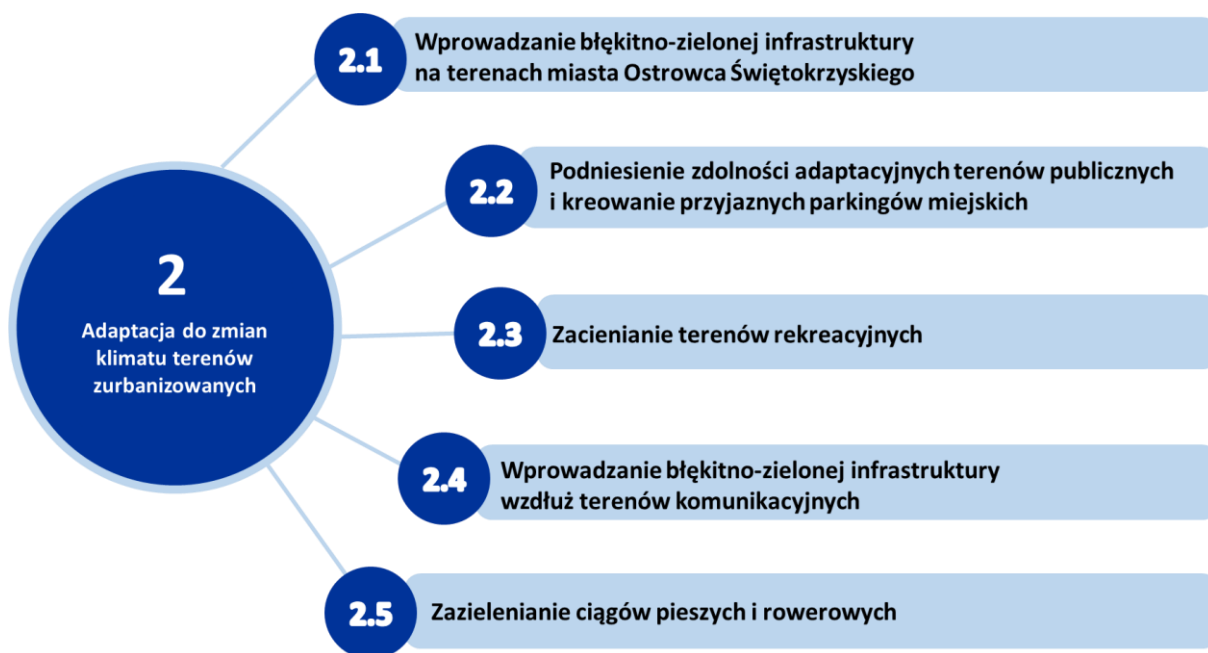 2
Adaptacja do zmian
klimatu terenów
zurbanizowanych
2.1
Wprowadzanie błękitno-zielonej infrastruktury
na terenach miasta Ostrowca Świętokrzyskiego
2.2
Podniesienie zdolności adaptacyjnych terenów publicznych
i kreowanie przyjaznych parkingów miejskich
2.3
Zacienianie terenów rekreacyjnych
2.4
Wprowadzanie błękitno-zielonej infrastruktury
wzdłuż terenów komunikacyjnych
2.5
Zazielenianie ciągów pieszych i rowerowych